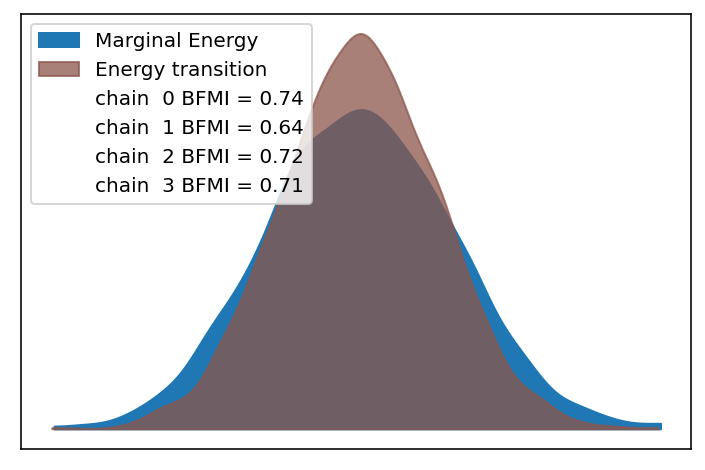 Marginal Energy
Energy transition
chain  0 BFMI = 0.74
chain  1 BFMI = 0.64
chain  2 BFMI = 0.72
chain  3 BFMI = 0.71